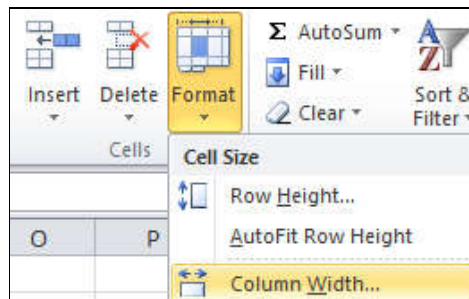 Insert Delete Format
Σ AutoSum
Fill
Clear
Sort &
Filter
Cells
Cell Size
Row Height...
AutoFit Row Height
Column Width...
O P